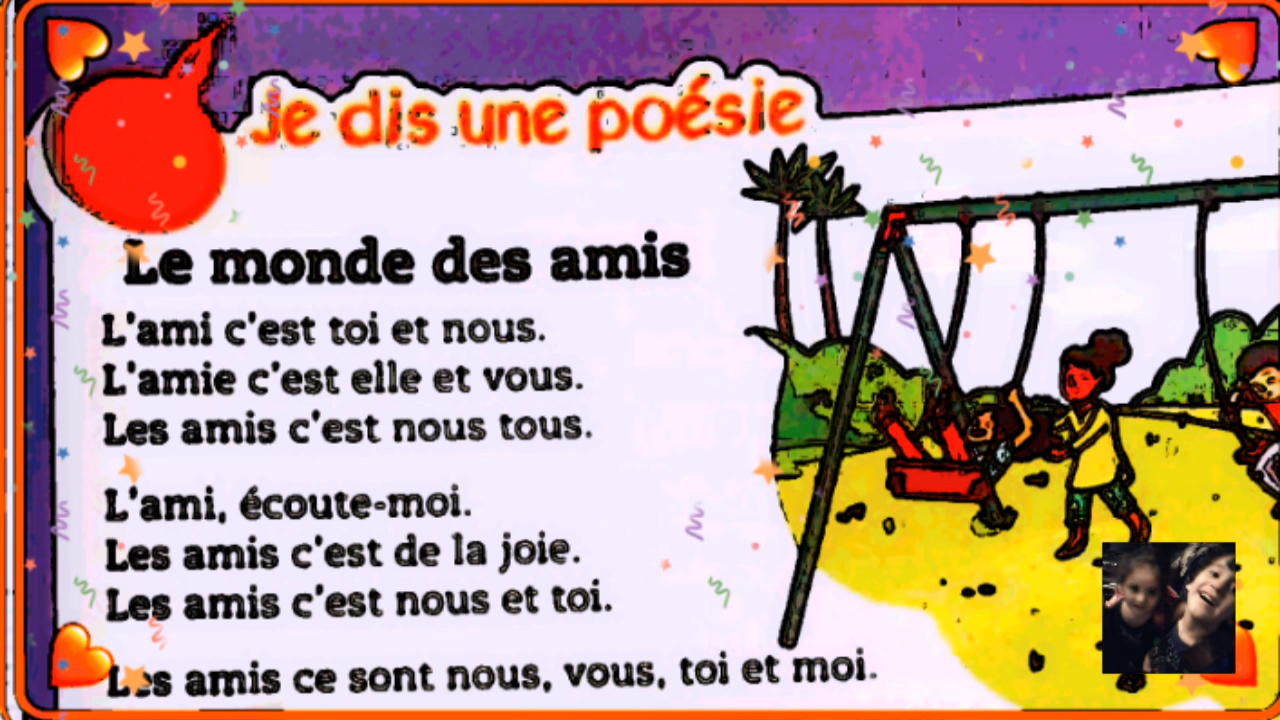 Je dis une poésie
Le monde des amis
L'ami c'est toi et nous.
L'amie c'est elle et vous.
Les amis c'est nous tous.
L'ami, écoute-moi.
Les amis c'est de la joie.
Les amis c'est nous et toi.
Les amis ce sont nous, vous, toi et moi.